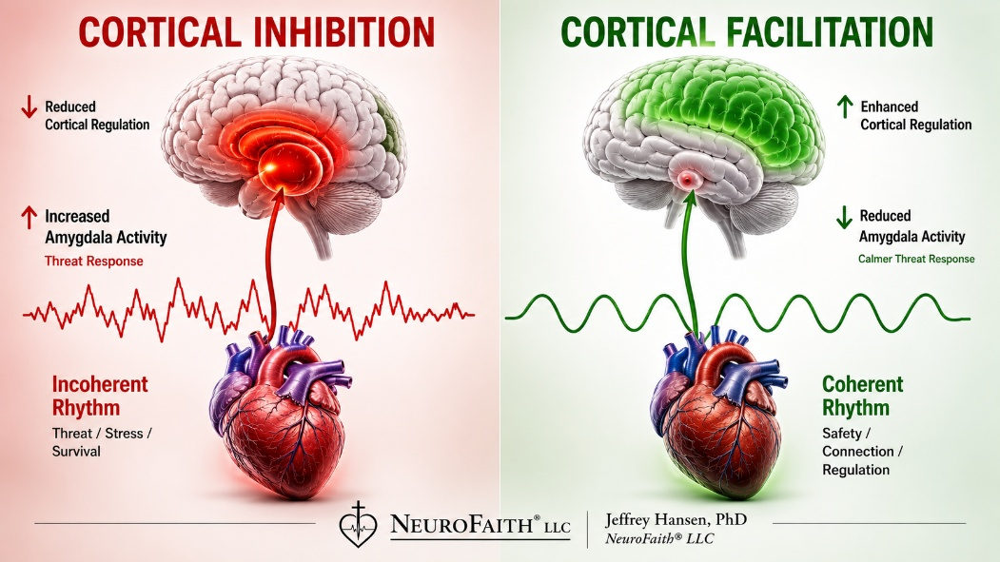 CORTICAL INHIBITION
↓ Reduced
Cortical Regulation
↑ Increased
Amygdala Activity
Threat Response
Incoherent
Rhythm
Threat / Stress /
Survival
CORTICAL FACILITATION
↑ Enhanced
Cortical Regulation
↓ Reduced
Amygdala Activity
Calmer Threat Response
Coherent
Rhythm
Safety /
Connection /
Regulation
NEUROFAITH® LLC
Jeffrey Hansen, PhD
NeuroFaith® LLC